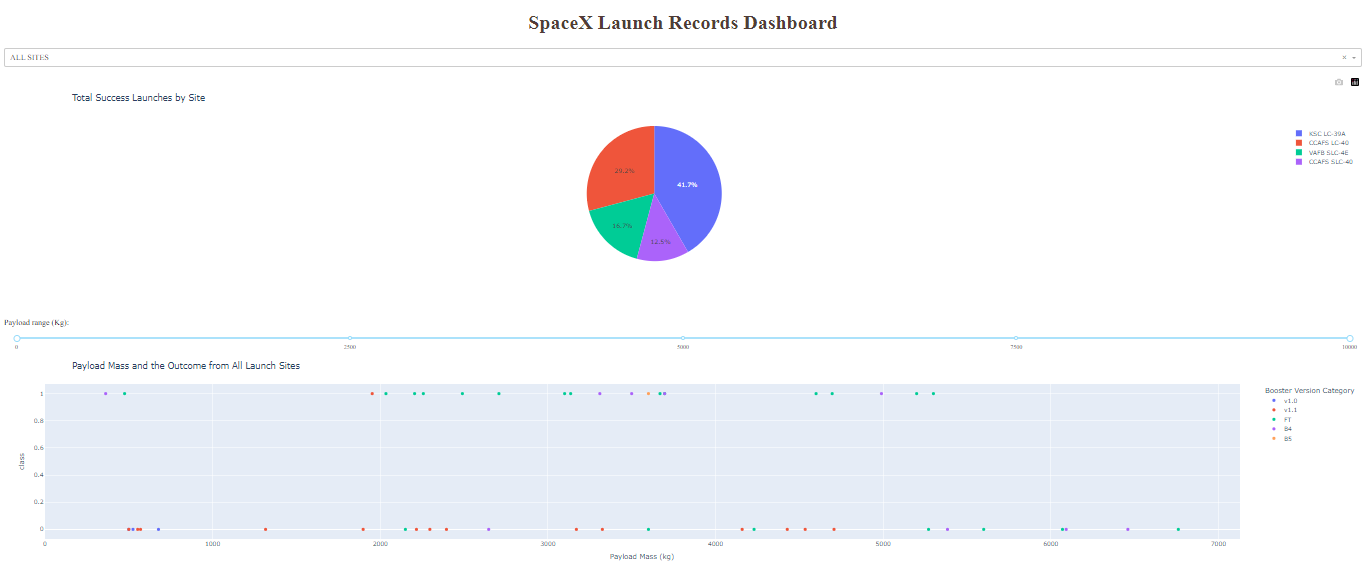 SpaceX Launch Records Dashboard
ALL SITES
Total Success Launches by Site
KSC LC-39A
CCAFS LC-40
VAFB SLC-4E
CCAFS SLC-40
29.2%
41.7%
16.7%
12.5%
Payload range (Kg):
0 2500 5000 7500 10000
Payload Mass and the Outcome from All Launch Sites
Booster Version Category
v1.0
v1.1
FT
B4
B5
1
0.8
0.6
0.4
0.2
0
class
0 1000 2000 3000 4000 5000 6000 7000
Payload Mass (kg)